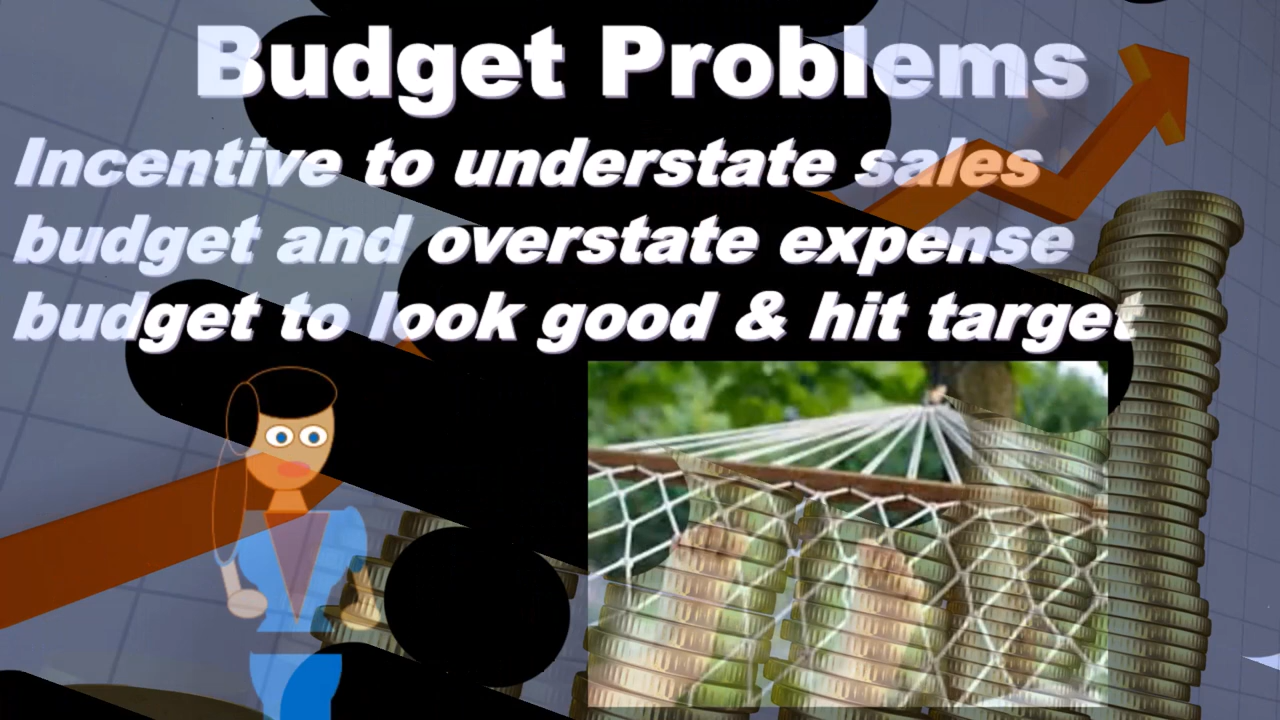 Budget Problems
Incentive to understate sales
budget and overstate expense
budget to look good & hit target